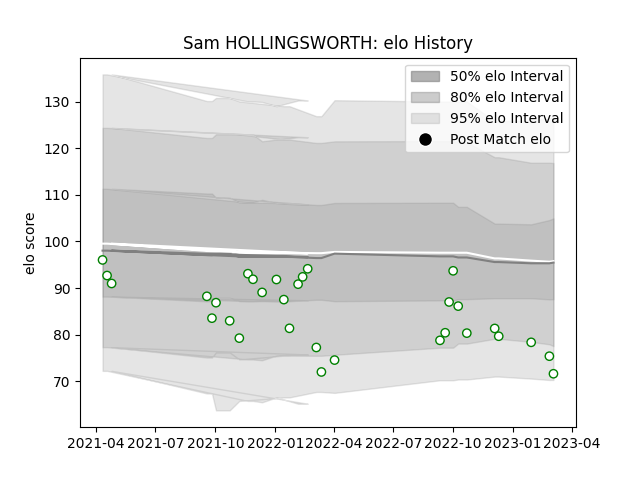 Sam HOLLINGSWORTH: elo History
50% elo Interval
80% elo Interval
95% elo Interval
Post Match elo
elo score
130
120
110
100
90
80
70
2021-04 2021-07 2021-10 2022-01 2022-04 2022-07 2022-10 2023-01 2023-04